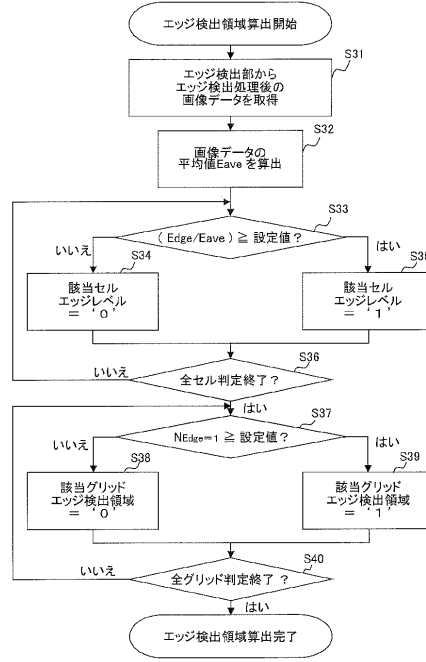 エッジ検出領域算出開始
S31
エッジ検出部から
エッジ検出処理後の
画像データを取得
S32
画像データの
平均値Eaveを算出
S33
(Edge/Eave)≧設定値?
いいえ
はい
S34
該当セル
エッジレベル
= '0'
S35
該当セル
エッジレベル
= '1'
S36
全セル判定終了?
いいえ
はい
S37
NEdge=1≧設定値?
いいえ
はい
S38
該当グリッド
エッジ検出領域
= '0'
S39
該当グリッド
エッジ検出領域
= '1'
S40
全グリッド判定終了?
いいえ
はい
エッジ検出領域算出完了